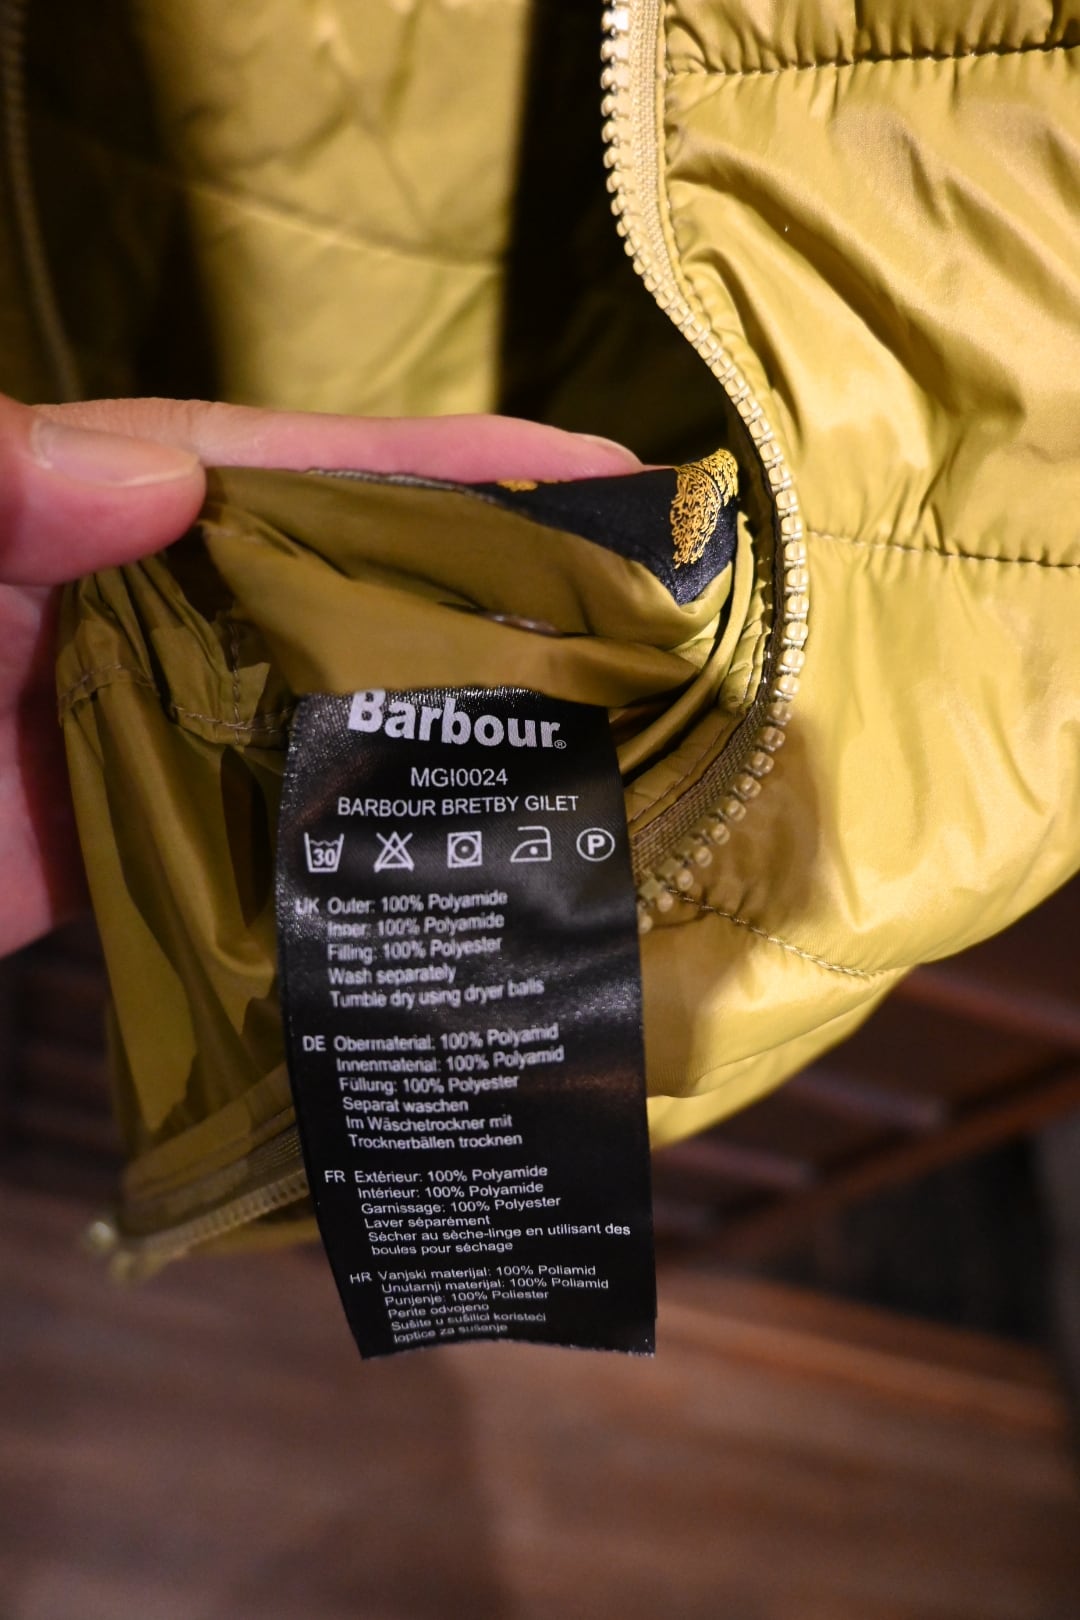 Barbour®
MGI0024
BARBOUR BRETBY GILET
30
P
UK Outer: 100% Polyamide
Inner: 100% Polyamide
Filling: 100% Polyester
Wash separately
Tumble dry using dryer balls
DE Obermaterial: 100% Polyamid
Innenmaterial: 100% Polyamid
Füllung: 100% Polyester
Separat waschen
Im Wäschetrockner mit
Trocknerbällen trocknen
FR Extérieur: 100% Polyamide
Intérieur: 100% Polyamide
Garnissage: 100% Polyester
Laver séparément
Sécher au sèche-linge en utilisant des
boules pour séchage
HR Vanjski materijal: 100% Poliamid
Unutarnji materijal: 100% Poliamid
Punjenje: 100% Poliester
Perite odvojeno
Sušite u sušilici koristeći
loptice za sušenje